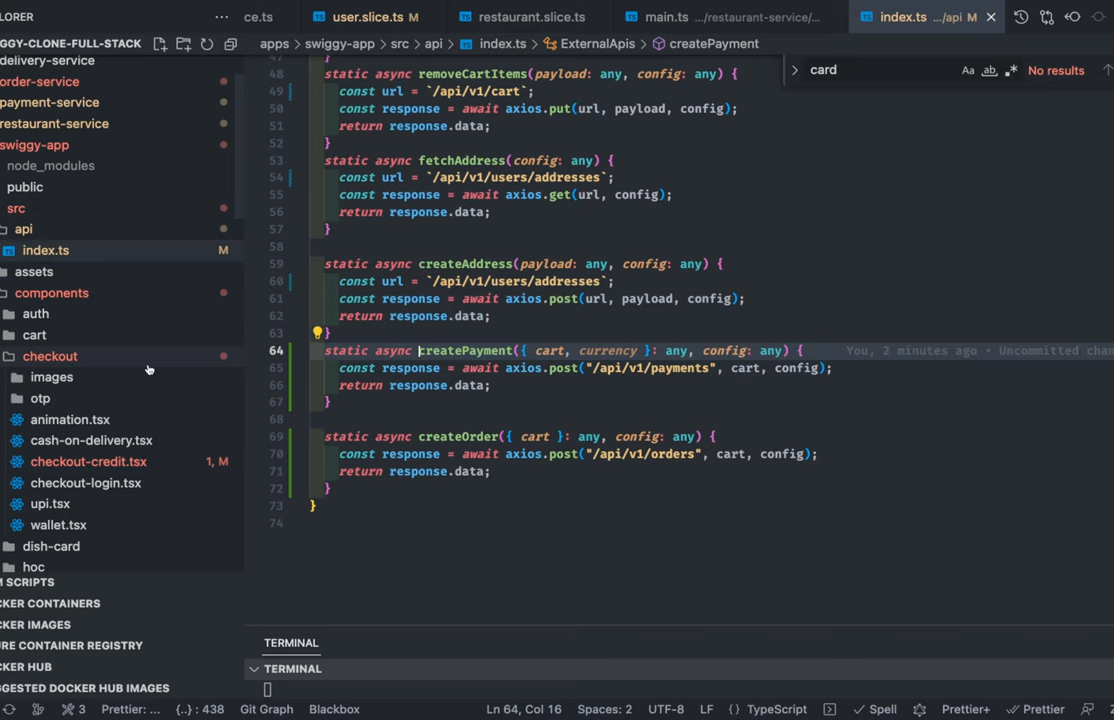 LORER
···
ce.ts
user.slice.ts M
restaurant.slice.ts
main.ts .../restaurant-service/...
index.ts .../api M
GGY-CLONE-FULL-STACK
apps > swiggy-app > src > api > index.ts > ExternalApis > createPayment
card
Aa ab .*
No results
delivery-service
order-service
payment-service
restaurant-service
swiggy-app
node_modules
public
src
api
index.ts M
assets
components
auth
cart
checkout
images
otp
animation.tsx
cash-on-delivery.tsx
checkout-credit.tsx 1, M
checkout-login.tsx
upi.tsx
wallet.tsx
dish-card
hoc
M SCRIPTS
CKER CONTAINERS
CKER IMAGES
URE CONTAINER REGISTRY
CKER HUB
GGESTED DOCKER HUB IMAGES
47 }
48 static async removeCartItems(payload: any, config: any) {
49 const url = `/api/v1/cart`;
50 const response = await axios.put(url, payload, config);
51 return response.data;
52 }
53 static async fetchAddress(config: any) {
54 const url = `/api/v1/users/addresses`;
55 const response = await axios.get(url, config);
56 return response.data;
57 }
58
59 static async createAddress(payload: any, config: any) {
60 const url = `/api/v1/users/addresses`;
61 const response = await axios.post(url, payload, config);
62 return response.data;
63 }
64 static async createPayment({ cart, currency }: any, config: any) { You, 2 minutes ago • Uncommitted chan
65 const response = await axios.post("/api/v1/payments", cart, config);
66 return response.data;
67 }
68
69 static async createOrder({ cart }: any, config: any) {
70 const response = await axios.post("/api/v1/orders", cart, config);
71 return response.data;
72 }
73 }
74
TERMINAL
TERMINAL
3 Prettier: ... {..} : 438 Git Graph Blackbox Ln 64, Col 16 Spaces: 2 UTF-8 LF {} TypeScript Spell Prettier+ Prettier